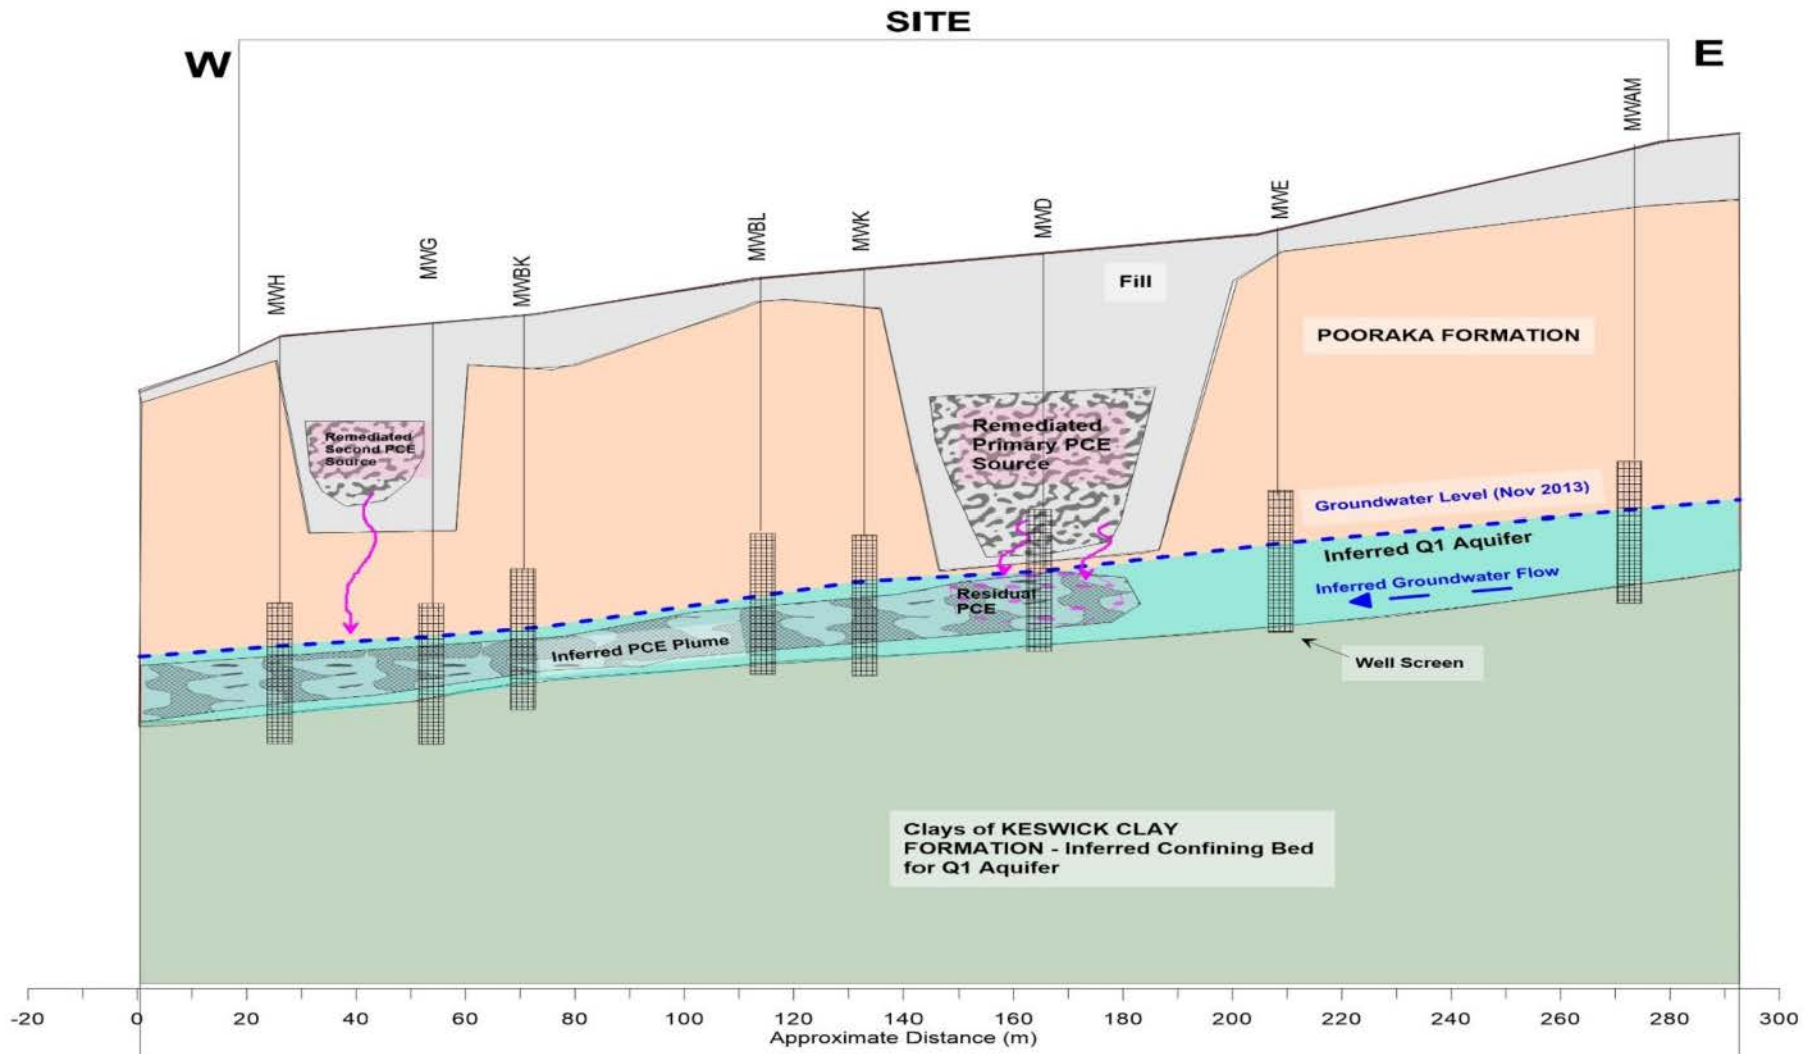 SITE
W
E
MWH
MWG
MWBK
MWBL
MWK
MWD
MWE
MWAM
Fill
POORAKA FORMATION
Remediated
Second PCE
Source
Remediated
Primary PCE
Source
Groundwater Level (Nov 2013)
Inferred Q1 Aquifer
Inferred Groundwater Flow
Residual
PCE
Inferred PCE Plume
Well Screen
Clays of KESWICK CLAY
FORMATION - Inferred Confining Bed
for Q1 Aquifer
-20 0 20 40 60 80 100 120 140 160 180 200 220 240 260 280 300
Approximate Distance (m)